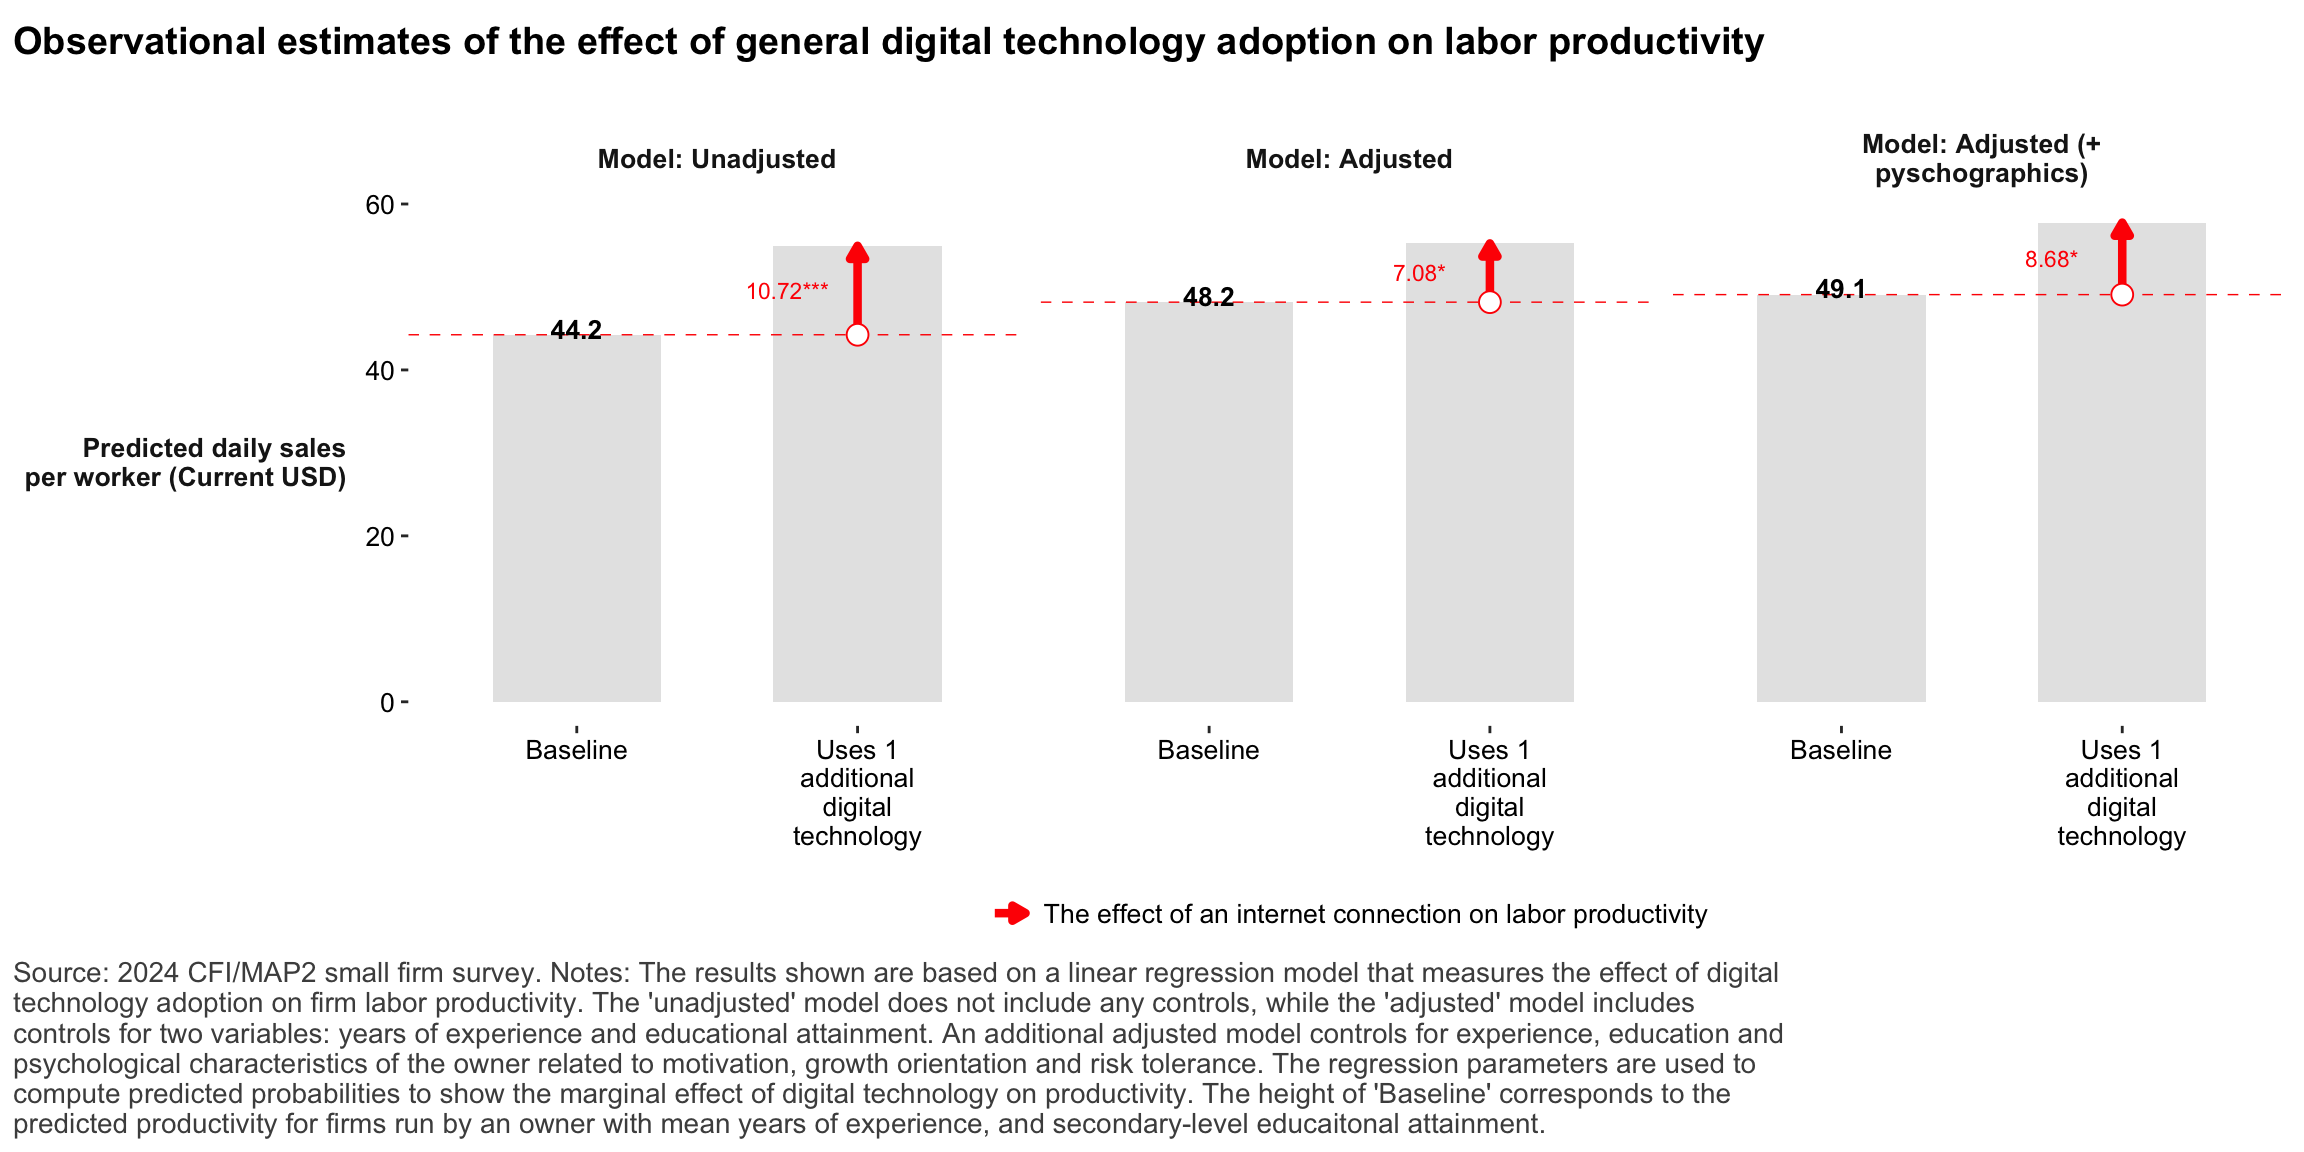 Observational estimates of the effect of general digital technology adoption on labor productivity
Model: Unadjusted
Model: Adjusted
Model: Adjusted (+
pyschographics)
60
40
20
0
Predicted daily sales
per worker (Current USD)
44.2
10.72***
48.2
7.08*
49.1
8.68*
Baseline
Uses 1
additional
digital
technology
Baseline
Uses 1
additional
digital
technology
Baseline
Uses 1
additional
digital
technology
The effect of an internet connection on labor productivity
Source: 2024 CFI/MAP2 small firm survey. Notes: The results shown are based on a linear regression model that measures the effect of digital
technology adoption on firm labor productivity. The 'unadjusted' model does not include any controls, while the 'adjusted' model includes
controls for two variables: years of experience and educational attainment. An additional adjusted model controls for experience, education and
psychological characteristics of the owner related to motivation, growth orientation and risk tolerance. The regression parameters are used to
compute predicted probabilities to show the marginal effect of digital technology on productivity. The height of 'Baseline' corresponds to the
predicted productivity for firms run by an owner with mean years of experience, and secondary-level educaitonal attainment.